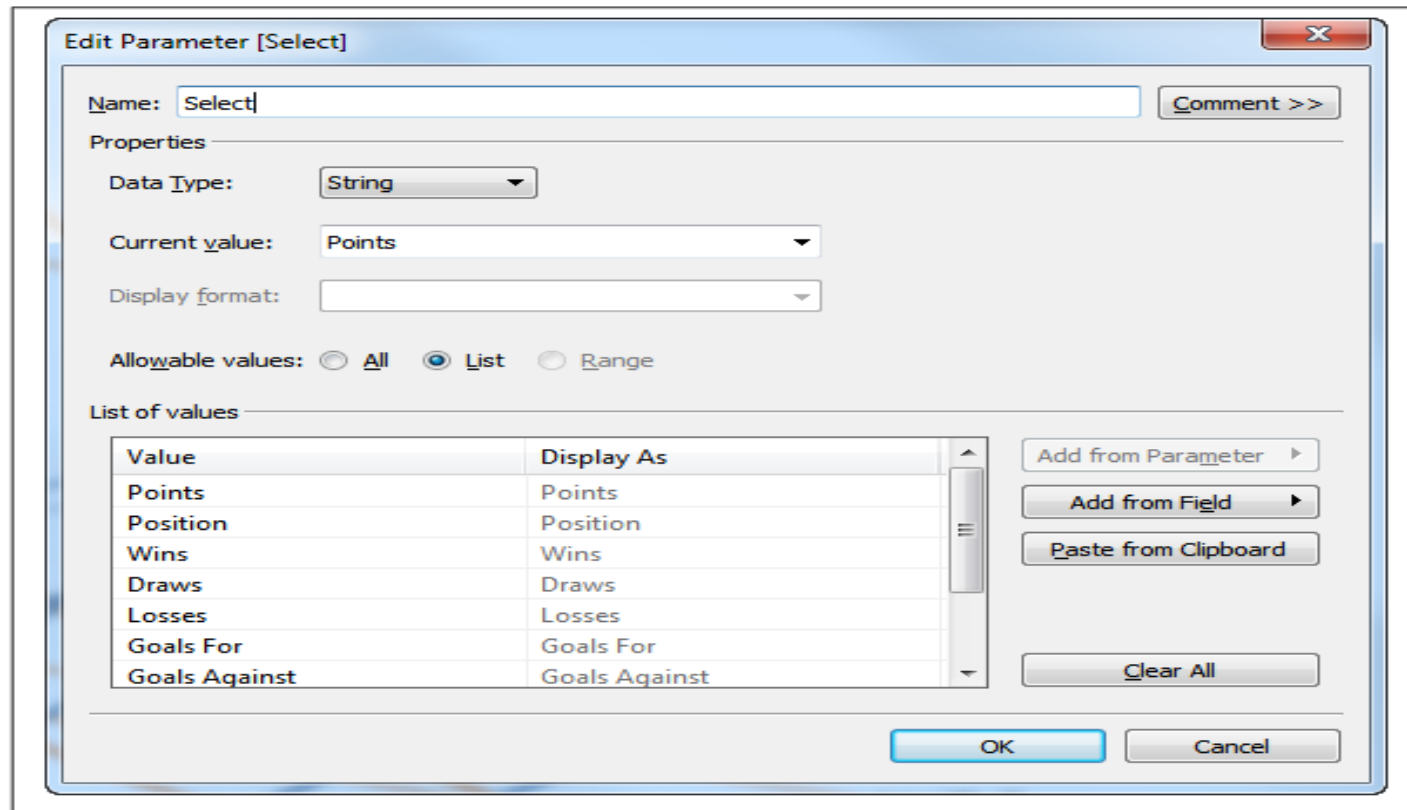 Edit Parameter [Select]
Name: Select Comment >>
Properties
Data Type: String
Current value: Points
Display format:
Allowable values: All List Range
List of values
Value Display As Add from Parameter
Points Points
Add from Field
Position Position
Wins Wins Paste from Clipboard
Draws Draws
Losses Losses
Goals For Goals For
Goals Against Goals Against Clear All
OK Cancel